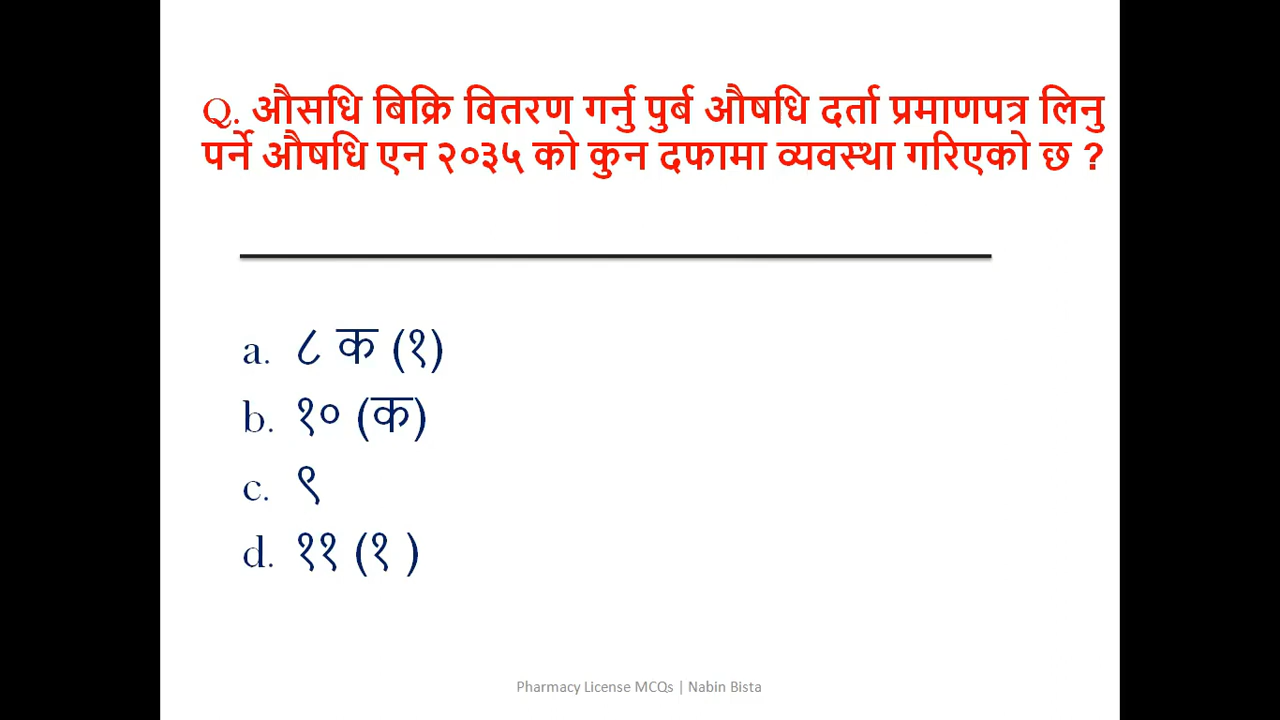 Q. औसधि बिक्रि वितरण गर्नु पुर्ब औषधि दर्ता प्रमाणपत्र लिनु
पर्ने औषधि एन २०३५ को कुन दफामा व्यवस्था गरिएको छ ?
a. ८ क (१)
b. १० (क)
c. ९
d. ११ (१ )
Pharmacy License MCQs | Nabin Bista